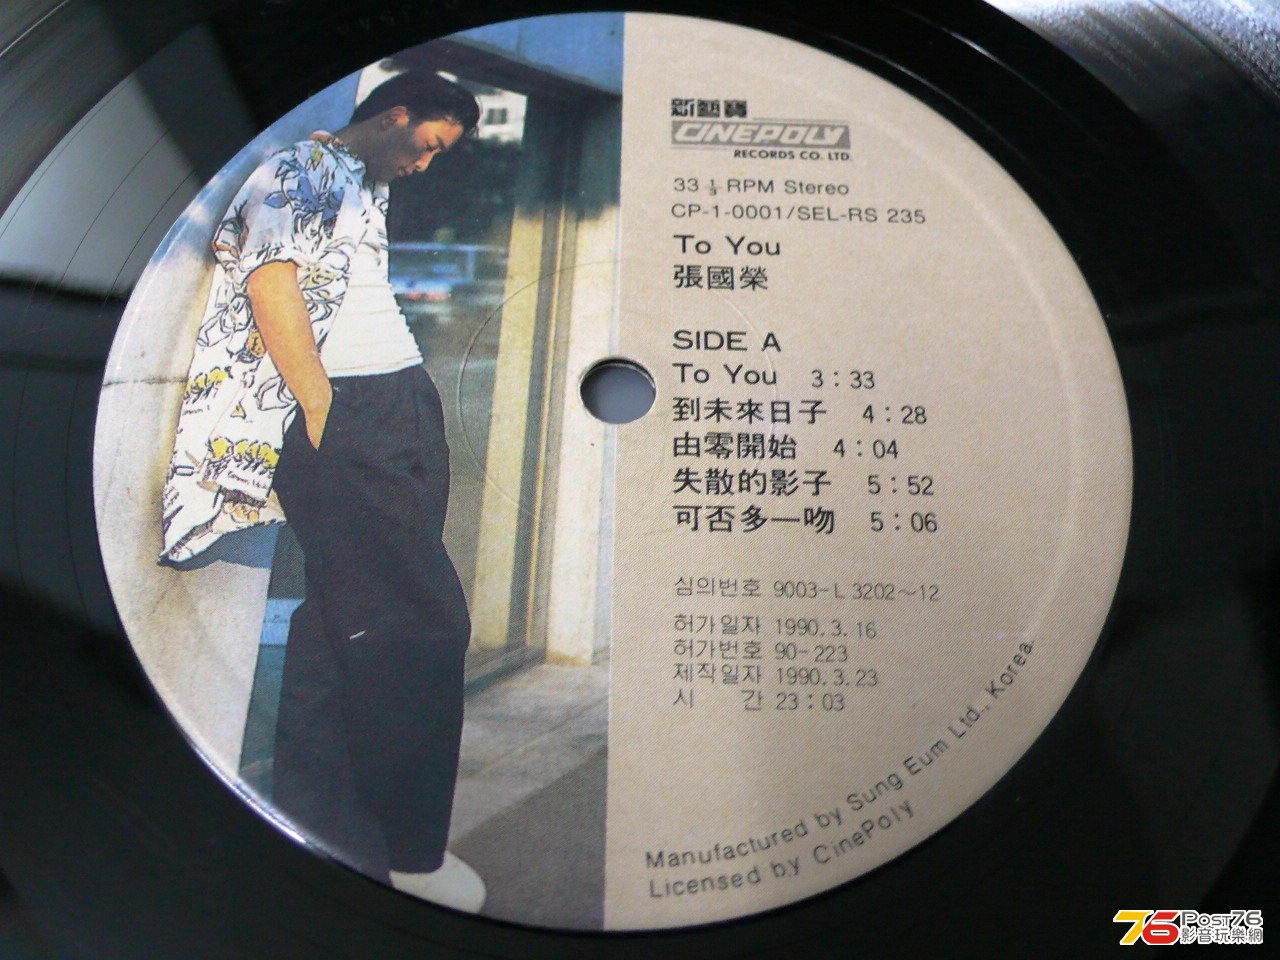 新藝寶
CINEPOLY
RECORDS CO. LTD.
33 1/3 RPM Stereo
CP-1-0001/SEL-RS 235
To You
張國榮
SIDE A
To You 3:33
到未來日子 4:28
由零開始 4:04
失散的影子 5:52
可否多一吻 5:06
심의번호 9003-L3202~12
허가일자 1990.3.16
허가번호 90-223
제작일자 1990.3.23
시 간 23:03
Manufactured by Sung Eum Ltd., Korea.
Licensed by CinePoly
76 POST76
影音玩樂網